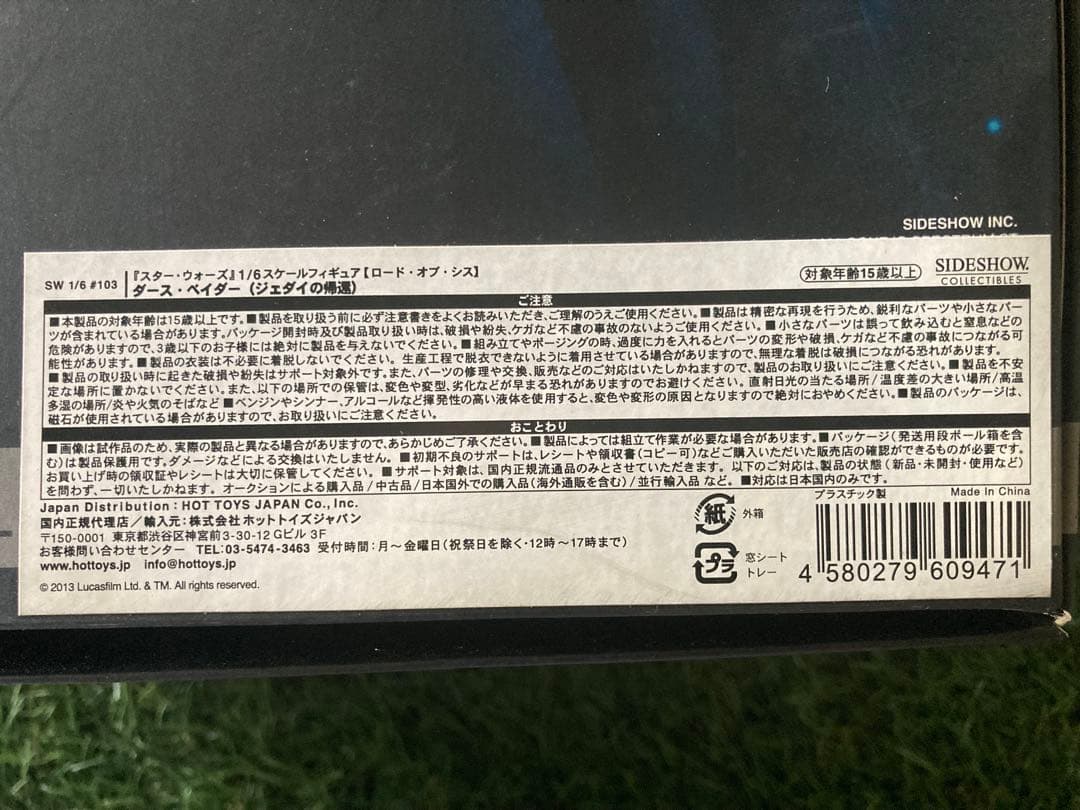 SIDESHOW INC.
SW 1/6 #103
『スター・ウォーズ』1/6スケールフィギュア【ロード・オブ・シス】
ダース・ベイダー（ジェダイの帰還）
対象年齢15歳以上
SIDESHOW
COLLECTIBLES
ご注意
■本製品の対象年齢は15歳以上です。■製品を取り扱う前に必ず注意書きをよくお読みいただき、ご理解のうえご使用ください。■製品は精密な再現を行うため、鋭利なパーツや小さなパー
ツが含まれている場合があります。パッケージ開封時及び製品取り扱い時は、破損や紛失、ケガなど不慮の事故のないようご使用ください。■小さなパーツは誤って飲み込むと窒息などの
危険がありますので、3歳以下のお子様には絶対に製品を与えないでください。■組み立てやポージングの時、過度に力を入れるとパーツの変形や破損、ケガなど不慮の事故につながる可
能性があります。■製品の衣装は不必要に着脱しないでください。生産工程で脱衣できないように着用させている場合がありますので、無理な着脱は破損につながる恐れがあります。
■製品の取り扱い時に起きた破損や紛失はサポート対象外です。また、パーツの修理や交換、販売などのご対応はいたしかねますので、製品のお取り扱いにご注意ください。■製品を不安
定な場所に置かないでください。また、以下の場所での保管は、変色や変型、劣化などが早まる恐れがありますのでお避けください。直射日光の当たる場所/温度差の大きい場所/高温
多湿の場所/炎や火気のそばなど■ベンジンやシンナー、アルコールなど揮発性の高い液体を使用すると、変色や変形の原因となりますので絶対におやめください。■製品のパッケージは、
磁石が使用されている場合がありますので、お取り扱いにご注意ください。
おことわり
■画像は試作品のため、実際の製品と異なる場合がありますので、あらかじめご了承ください。■製品によっては組立て作業が必要な場合があります。■パッケージ（発送用段ボール箱を含
む）は製品保護用です。ダメージなどによる交換はいたしません。■初期不良のサポートは、レシートや領収書（コピー可）などご購入いただいた販売店の確認ができるものが必要です。
お買い上げ時の領収証やレシートは大切に保管してください。■サポート対象は、国内正規流通品のみとさせていただきます。以下のご対応は、製品の状態（新品・未開封・使用など）
を問わず、一切いたしかねます。オークションによる購入品/中古品/日本国外での購入品（海外通販を含む）/並行輸入品 など。■対応は日本国内のみです。
Japan Distribution：HOT TOYS JAPAN Co., Inc.
国内正規代理店／輸入元：株式会社ホットトイズジャパン
〒150-0001 東京都渋谷区神宮前3-30-12 Gビル 3F
お客様問い合わせセンター TEL:03-5474-3463 受付時間：月～金曜日（祝祭日を除く・12時～17時まで）
www.hottoys.jp info@hottoys.jp
© 2013 Lucasfilm Ltd. & TM. All rights reserved.
紙 外箱
プラ 窓シート
トレー
プラスチック製
Made in China
4 580279 609471